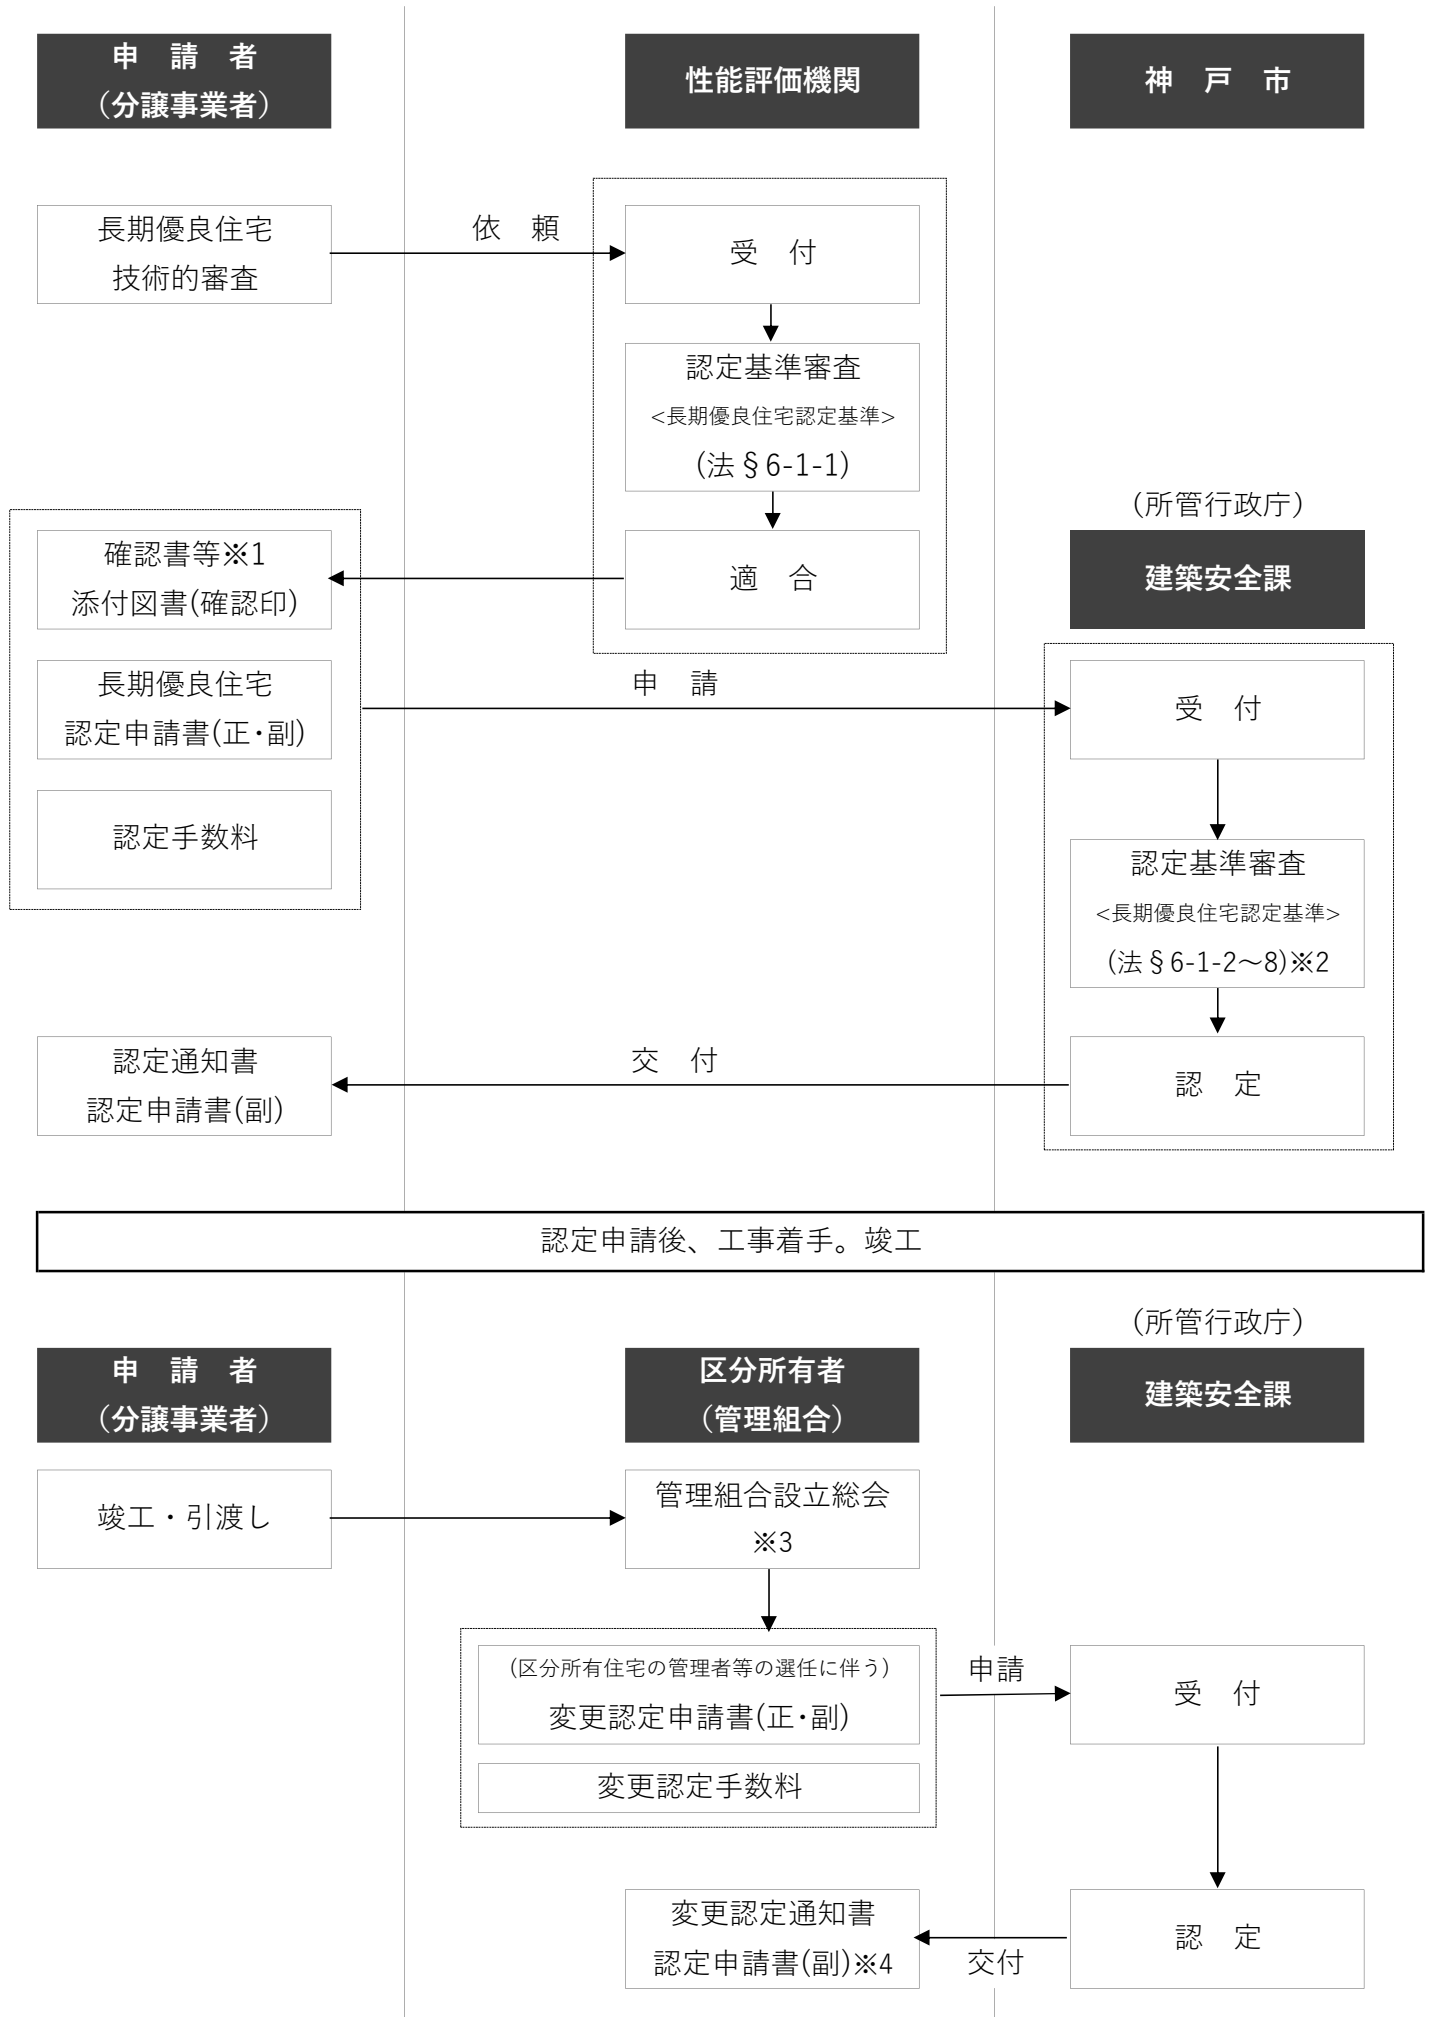 申　請　者
（分譲事業者）
性能評価機関
神　戸　市
長期優良住宅
技術的審査
依　頼
受　付
認定基準審査
<長期優良住宅認定基準>
(法§6-1-1)
適　合
確認書等※1
添付図書(確認印)
長期優良住宅
認定申請書(正・副)
認定手数料
（所管行政庁）
建築安全課
申　請
受　付
認定基準審査
<長期優良住宅認定基準>
(法§6-1-2～8)※2
認　定
交　付
認定通知書
認定申請書(副)
認定申請後、工事着手。竣工
（所管行政庁）
申　請　者
（分譲事業者）
区分所有者
（管理組合）
建築安全課
竣工・引渡し
管理組合設立総会
※3
(区分所有住宅の管理者等の選任に伴う)
変更認定申請書(正・副)
変更認定手数料
申請
受　付
認　定
交付
変更認定通知書
認定申請書(副)※4